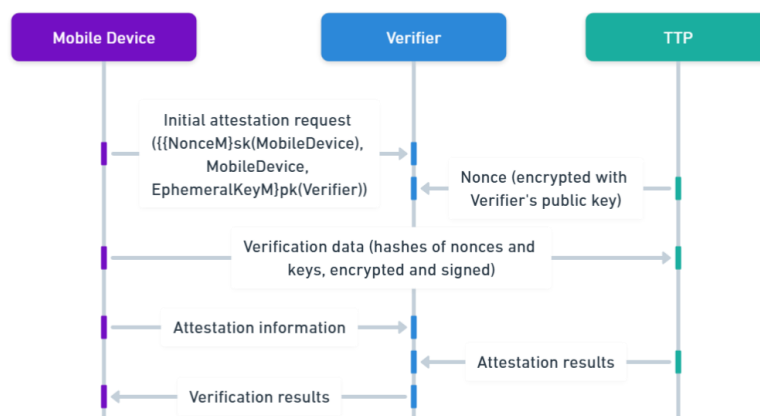 Mobile Device
Verifier
TTP
Initial attestation request
({{NonceM}sk(MobileDevice),
MobileDevice,
EphemeralKeyM}pk(Verifier))
Nonce (encrypted with
Verifier's public key)
Verification data (hashes of nonces and
keys, encrypted and signed)
Attestation information
Attestation results
Verification results